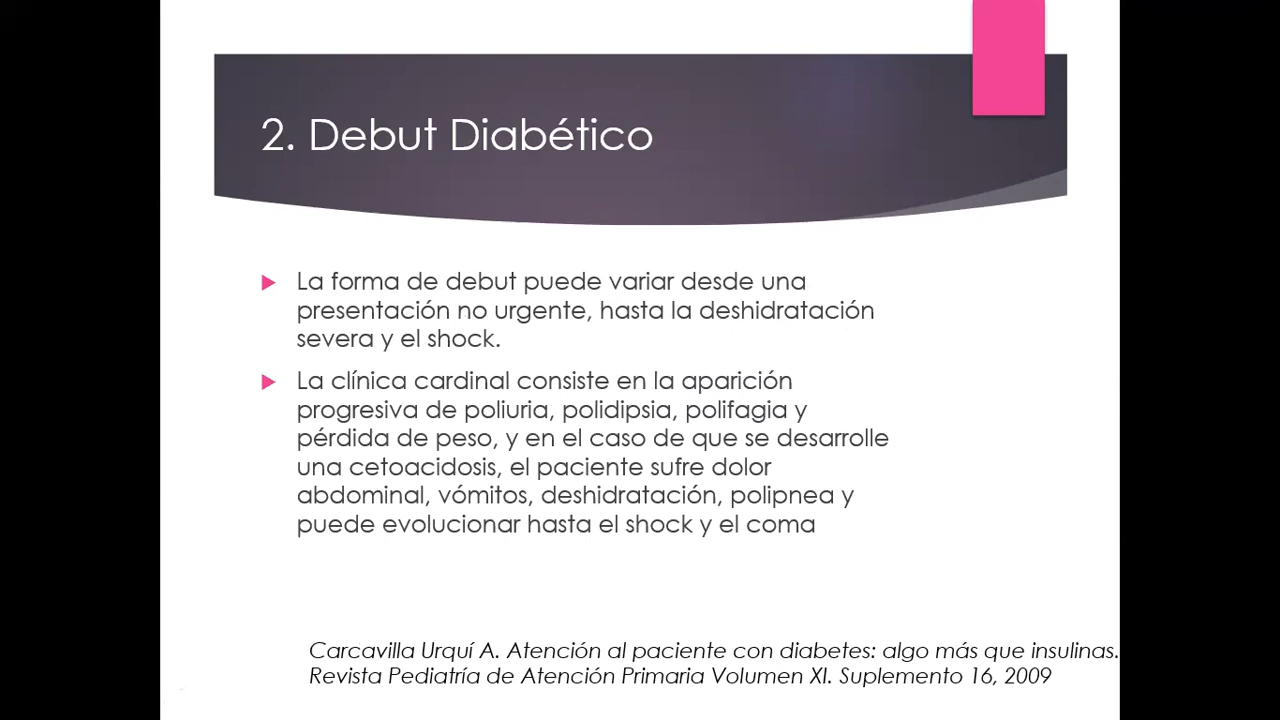 2. Debut Diabético
La forma de debut puede variar desde una
presentación no urgente, hasta la deshidratación
severa y el shock.
La clínica cardinal consiste en la aparición
progresiva de poliuria, polidipsia, polifagia y
pérdida de peso, y en el caso de que se desarrolle
una cetoacidosis, el paciente sufre dolor
abdominal, vómitos, deshidratación, polipnea y
puede evolucionar hasta el shock y el coma
Carcavilla Urquí A. Atención al paciente con diabetes: algo más que insulinas.
Revista Pediatría de Atención Primaria Volumen XI. Suplemento 16, 2009